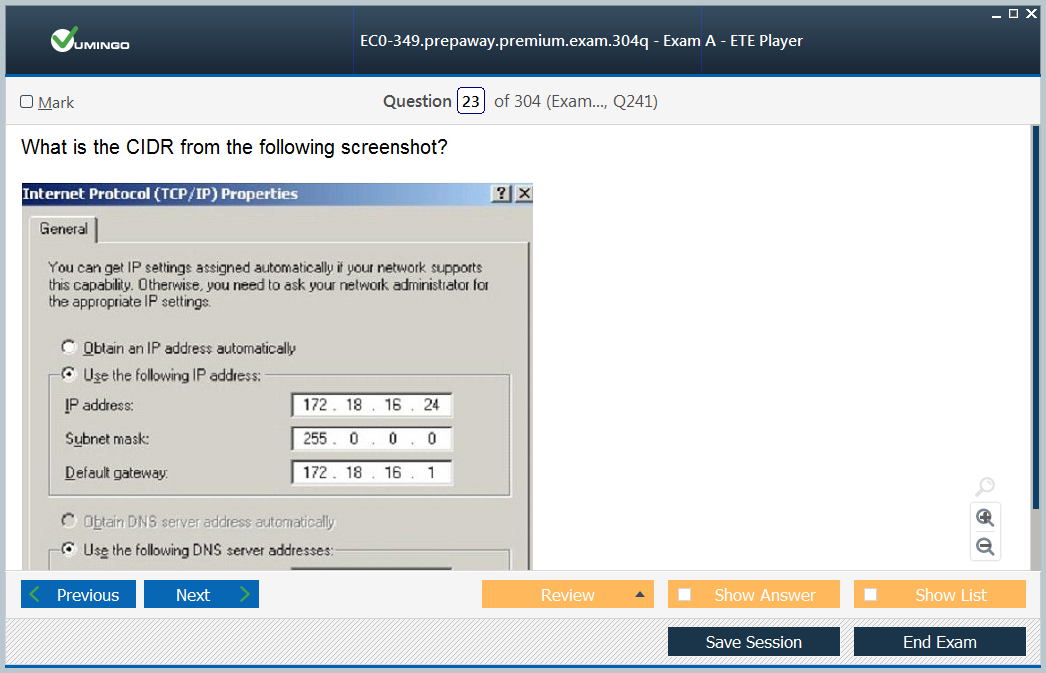 VUMINGO
EC0-349.prepaway.premium.exam.304q - Exam A - ETE Player
Mark
Question 23 of 304 (Exam..., Q241)
What is the CIDR from the following screenshot?
Internet Protocol (TCP/IP) Properties
General
You can get IP settings assigned automatically if your network supports
this capability. Otherwise, you need to ask your network administrator for
the appropriate IP settings.
Obtain an IP address automatically
Use the following IP address:
IP address: 172 . 18 . 16 . 24
Subnet mask: 255 . 0 . 0 . 0
Default gateway: 172 . 18 . 16 . 1
Obtain DNS server address automatically
Use the following DNS server addresses:
Previous Next Review Show Answer Show List
Save Session End Exam